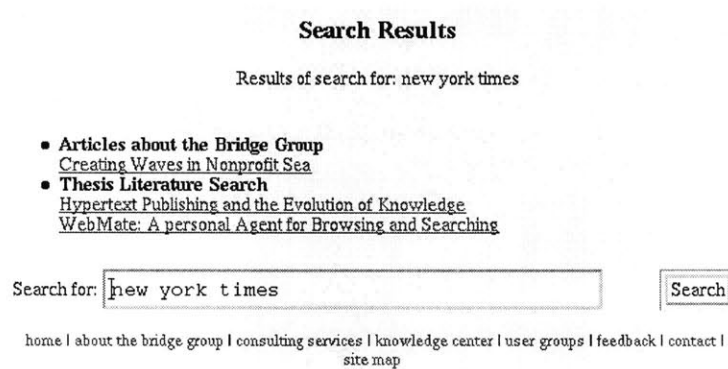 Search Results
Results of search for: new york times
• Articles about the Bridge Group
Creating Waves in Nonprofit Sea
• Thesis Literature Search
Hypertext Publishing and the Evolution of Knowledge
WebMate: A personal Agent for Browsing and Searching
Search for: new york times Search
home | about the bridge group | consulting services | knowledge center | user groups | feedback | contact |
site map